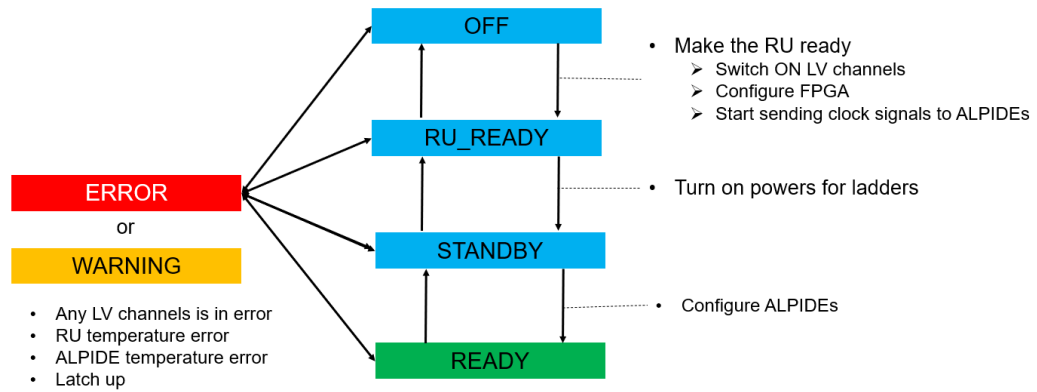 OFF
• Make the RU ready
➢ Switch ON LV channels
➢ Configure FPGA
➢ Start sending clock signals to ALPIDEs
RU_READY
• Turn on powers for ladders
ERROR
or
WARNING
STANDBY
• Configure ALPIDEs
• Any LV channels is in error
• RU temperature error
• ALPIDE temperature error
• Latch up
READY